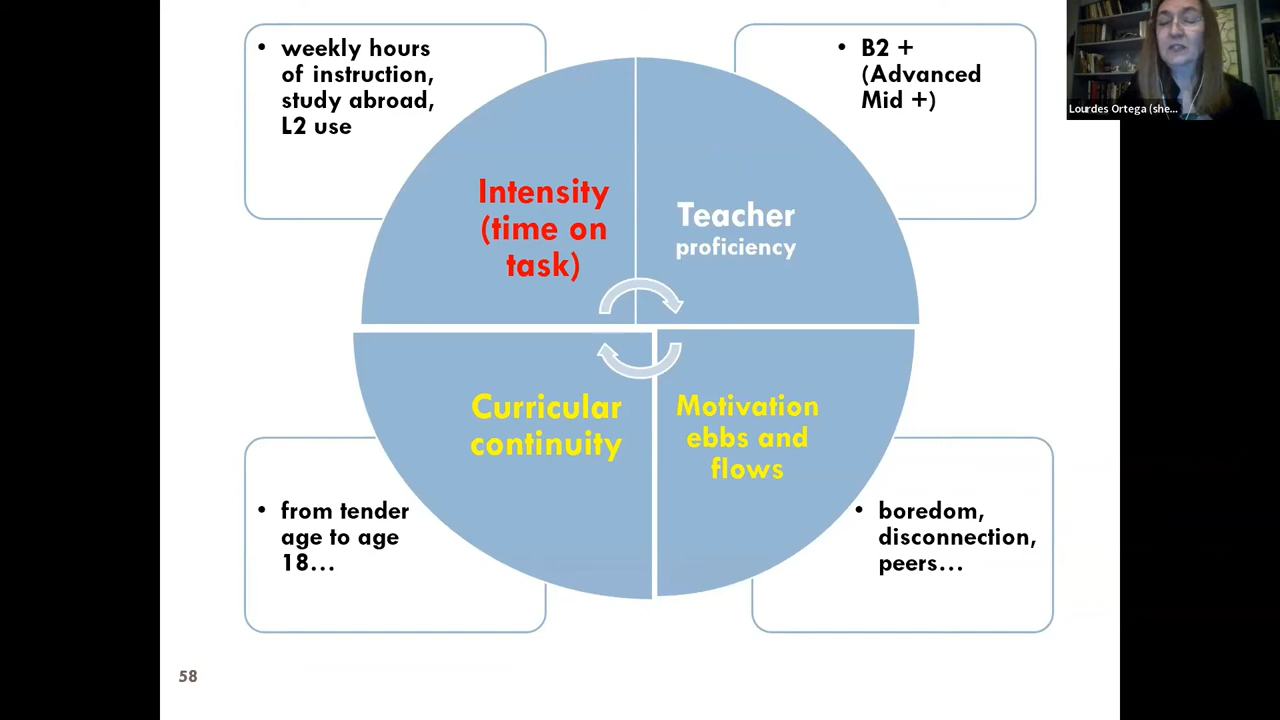 • weekly hours
of instruction,
study abroad,
L2 use
• B2 +
(Advanced
Mid +)
Lourdes Ortega (she...
Intensity
(time on
task)
Teacher
proficiency
Curricular
continuity
Motivation
ebbs and
flows
• from tender
age to age
18...
• boredom,
disconnection,
peers...
58